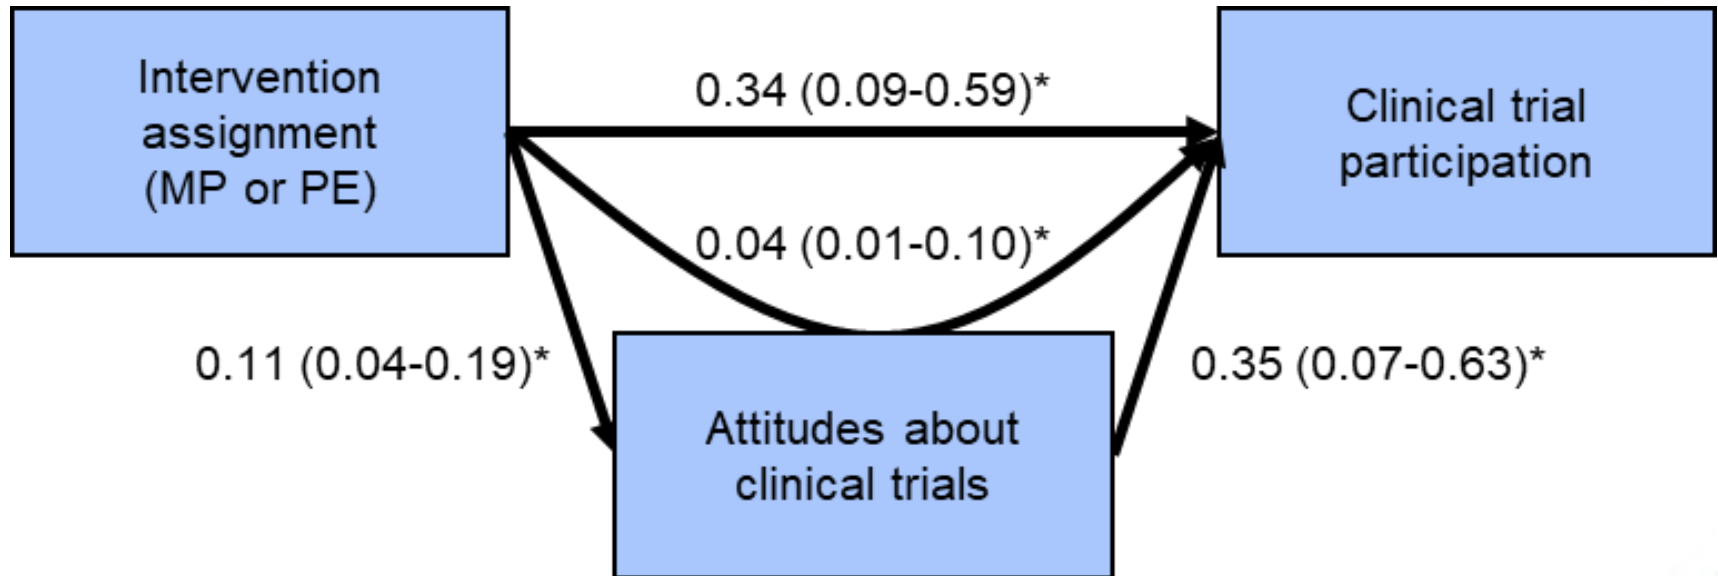 Intervention
assignment
(MP or PE)
0.34 (0.09-0.59)*
Clinical trial
participation
0.04 (0.01-0.10)*
0.11 (0.04-0.19)*
0.35 (0.07-0.63)*
Attitudes about
clinical trials